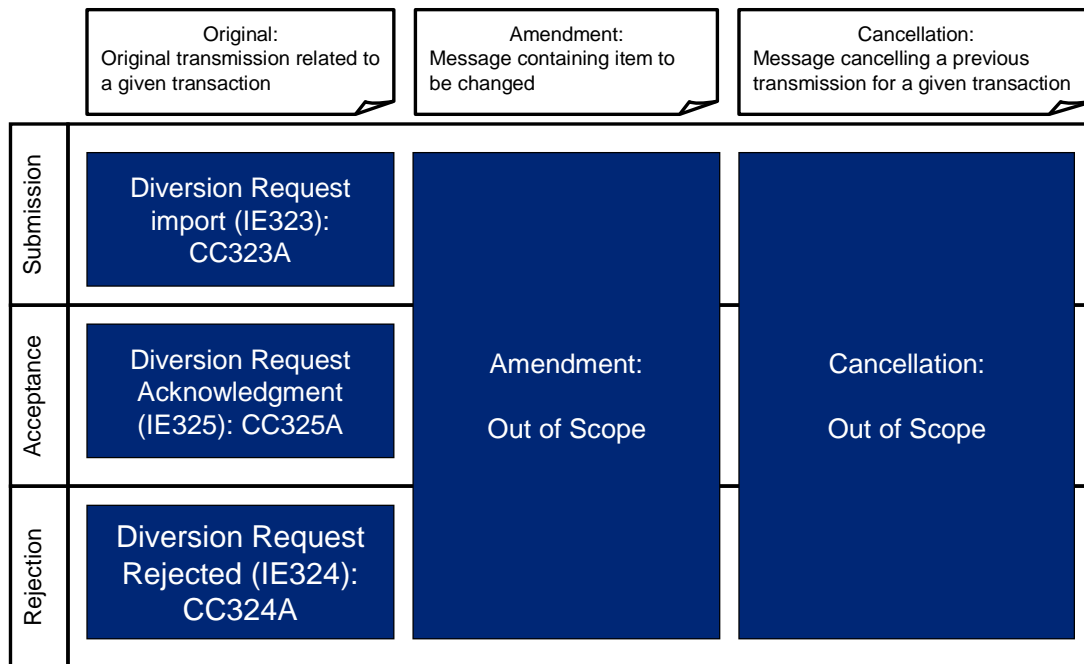 Original:
Original transmission related to
a given transaction
Amendment:
Message containing item to
be changed
Cancellation:
Message cancelling a previous
transmission for a given transaction
Submission
Diversion Request
import (IE323):
CC323A
Acceptance
Diversion Request
Acknowledgment
(IE325): CC325A
Rejection
Diversion Request
Rejected (IE324):
CC324A
Amendment:
Out of Scope
Cancellation:
Out of Scope